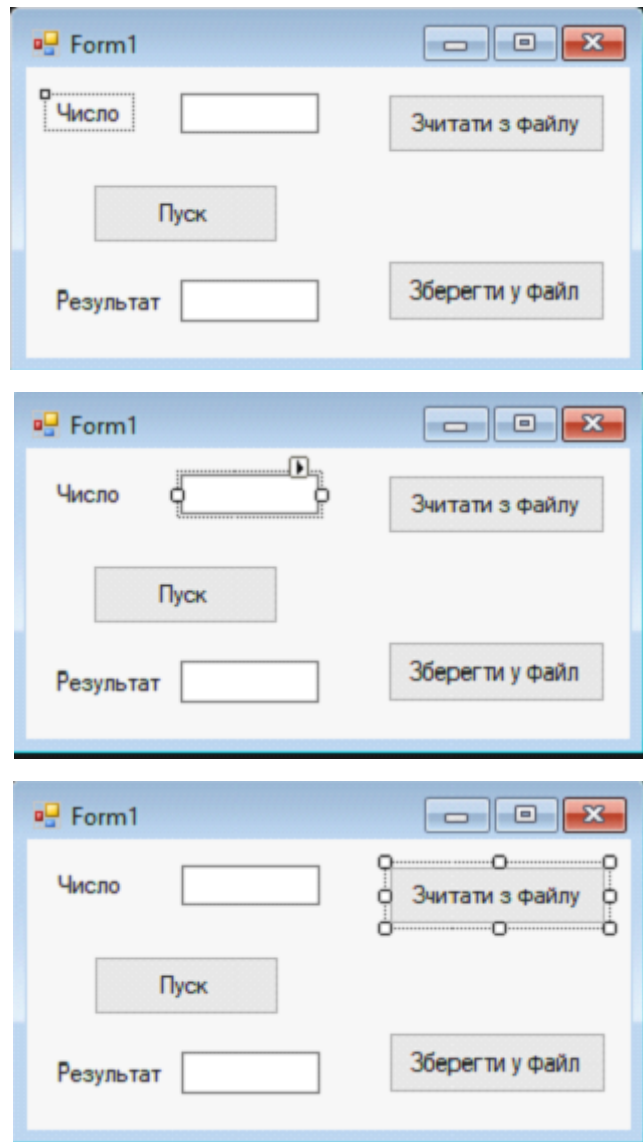 Form1
Число
Зчитати з файлу
Пуск
Результат
Зберегти у файл
Form1
Число
Зчитати з файлу
Пуск
Результат
Зберегти у файл
Form1
Число
Зчитати з файлу
Пуск
Результат
Зберегти у файл